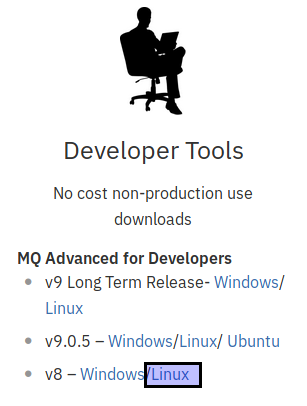 Developer Tools
No cost non-production use
downloads
MQ Advanced for Developers
v9 Long Term Release- Windows/
Linux
v9.0.5 – Windows/Linux/ Ubuntu
v8 – Windows/Linux